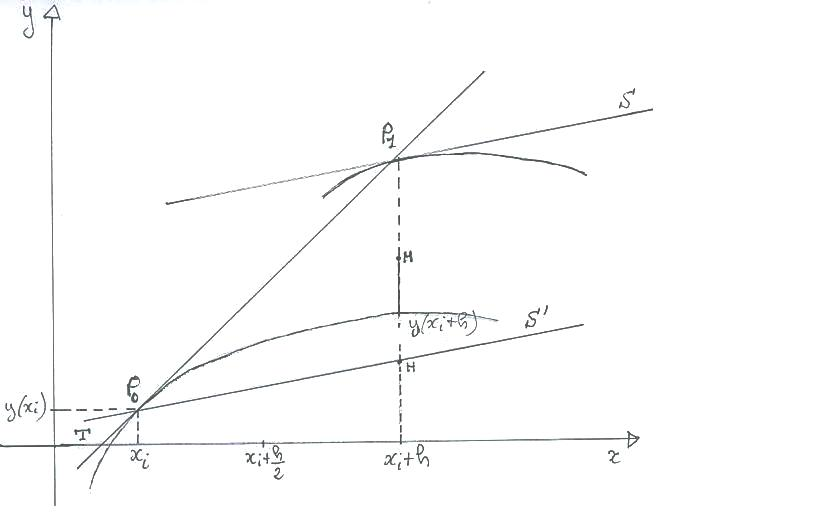 y
S
P₁
M
y(xᵢ+h)
S'
H
P₀
y(xᵢ)
T
xᵢ
xᵢ+h/2
xᵢ+h
x